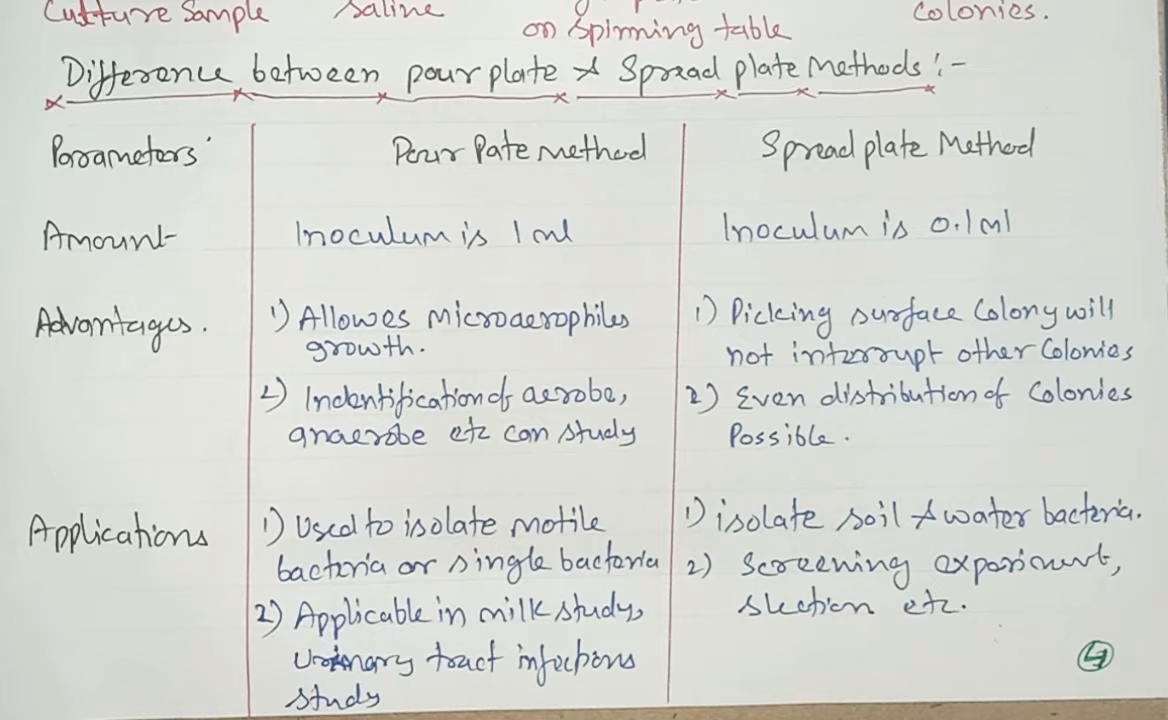 Culture Sample saline on spinning table colonies.
Difference between pour plate & Spread plate Methods :-
Parameters Pour Pate method Spread plate Method
Amount Inoculum is 1 ml Inoculum is 0.1 ml
Advantages. 1) Allowes microaerophiles 1) Picking surface Colony will
growth. not interrupt other Colonies
2) Indentification of aerobe, 2) Even distribution of Colonies
anaerobe etc can study Possible.
Applications 1) Used to isolate motile 1) isolate soil & water bacteria.
bacteria or single bacteria 2) Screening experiment,
2) Applicable in milk study, slection etc.
Urinary tract infections
study
4